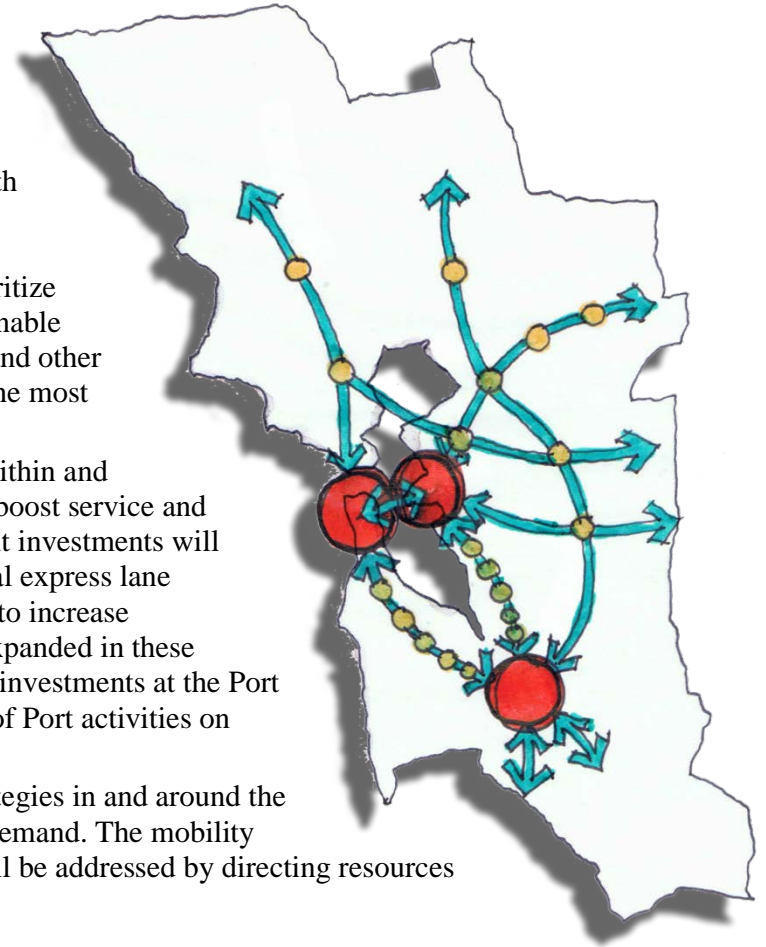 th
ritize
nable
nd other
ne most
ithin and
boost service and
t investments will
al express lane
to increase
xpanded in these
investments at the Port
of Port activities on
tegies in and around the
emand. The mobility
ll be addressed by directing resources